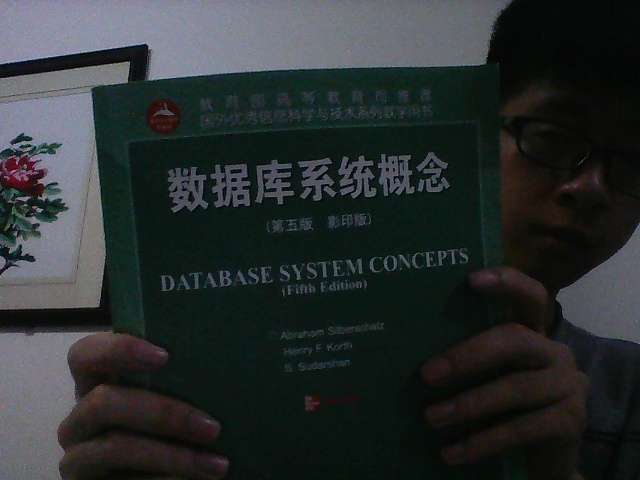 教育部高等教育司推荐
国外优秀信息科学与技术系列教学用书
数据库系统概念
(第五版 影印版)
DATABASE SYSTEM CONCEPTS
(Fifth Edition)
Abraham Silberschatz
Henry F. Korth
S. Sudarshan